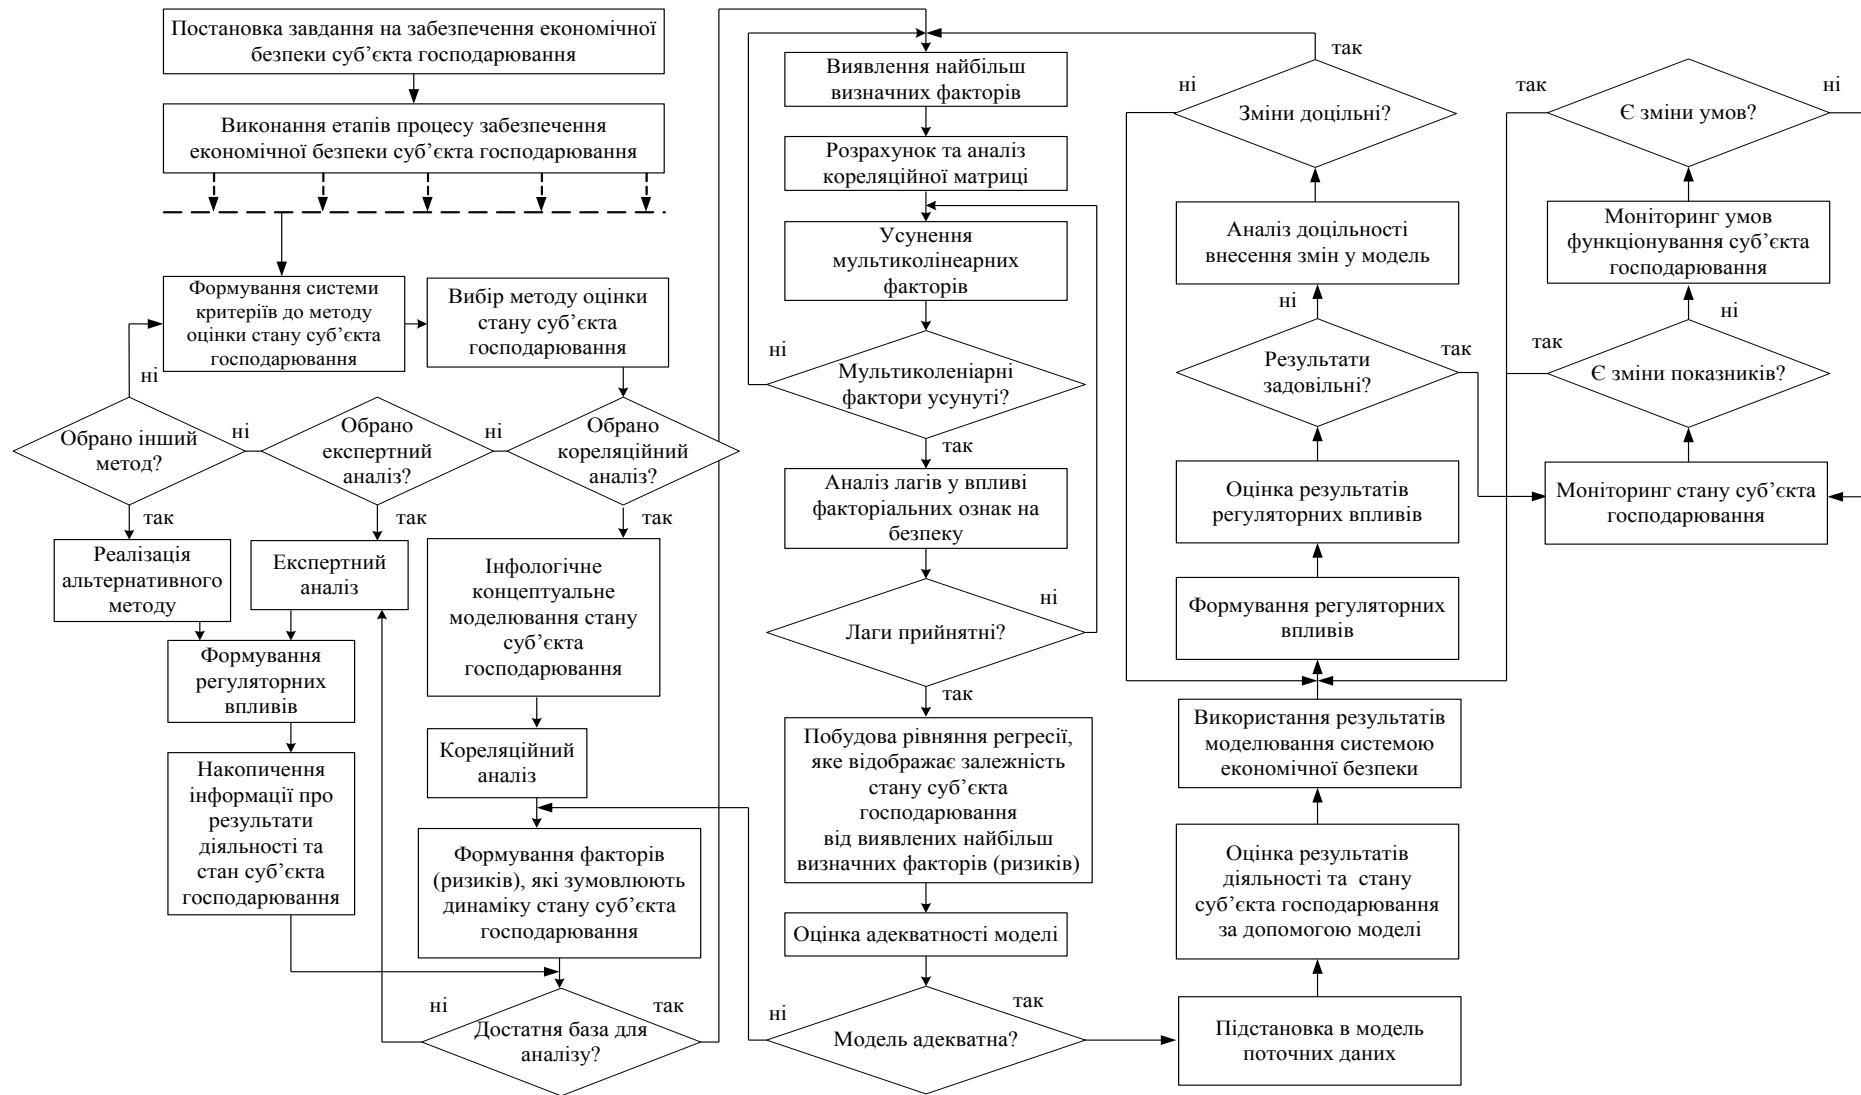 Постановка завдання на забезпечення економічної
безпеки суб’єкта господарювання
Виконання етапів процесу забезпечення
економічної безпеки суб’єкта господарювання
Формування системи
критеріїв до методу
оцінки стану суб’єкта
господарювання
Вибір методу оцінки
стану суб’єкта
господарювання
ні
Обрано інший
метод?
ні
Обрано
експертний
аналіз?
ні
Обрано
кореляційний
аналіз?
так
так
так
Реалізація
альтернативного
методу
Експертний
аналіз
Інфологічне
концептуальне
моделювання стану
суб’єкта
господарювання
Формування
регуляторних
впливів
Кореляційний
аналіз
Накопичення
інформації про
результати
діяльності та
стан суб’єкта
господарювання
Формування факторів
(ризиків), які зумовлюють
динаміку стану суб’єкта
господарювання
ні
так
Достатня база для
аналізу?
Виявлення найбільш
визначних факторів
Розрахунок та аналіз
кореляційної матриці
Усунення
мультиколінеарних
факторів
ні
Мультиколеніарні
фактори усунуті?
так
Аналіз лагів у впливі
факторіальних ознак на
безпеку
ні
Лаги прийнятні?
так
Побудова рівняння регресії,
яке відображає залежність
стану суб’єкта
господарювання
від виявлених найбільш
визначних факторів (ризиків)
Оцінка адекватності моделі
ні
так
Модель адекватна?
так
ні
Зміни доцільні?
Аналіз доцільності
внесення змін у модель
ні
так
Результати
задовільні?
Оцінка результатів
регуляторних впливів
Формування регуляторних
впливів
Використання результатів
моделювання системою
економічної безпеки
Оцінка результатів
діяльності та стану
суб’єкта господарювання
за допомогою моделі
Підстановка в модель
поточних даних
так
ні
Є зміни умов?
Моніторинг умов
функціонування суб’єкта
господарювання
ні
так
Є зміни показників?
Моніторинг стану суб’єкта
господарювання